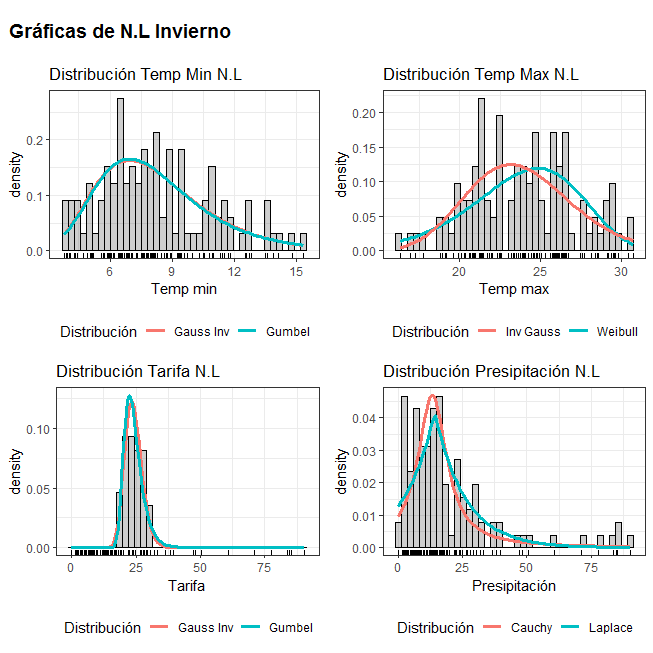 Gráficas de N.L Invierno
Distribución Temp Min N.L
density
0.2
0.1
0.0
6
9
12
15
Temp min
Distribución
Gauss Inv
Gumbel
Distribución Temp Max N.L
density
0.20
0.15
0.10
0.05
0.00
20
25
30
Temp max
Distribución
Inv Gauss
Weibull
Distribución Tarifa N.L
density
0.10
0.05
0.00
0
25
50
75
Tarifa
Distribución
Gauss Inv
Gumbel
Distribución Presipitación N.L
density
0.04
0.03
0.02
0.01
0.00
0
25
50
75
Presipitación
Distribución
Cauchy
Laplace